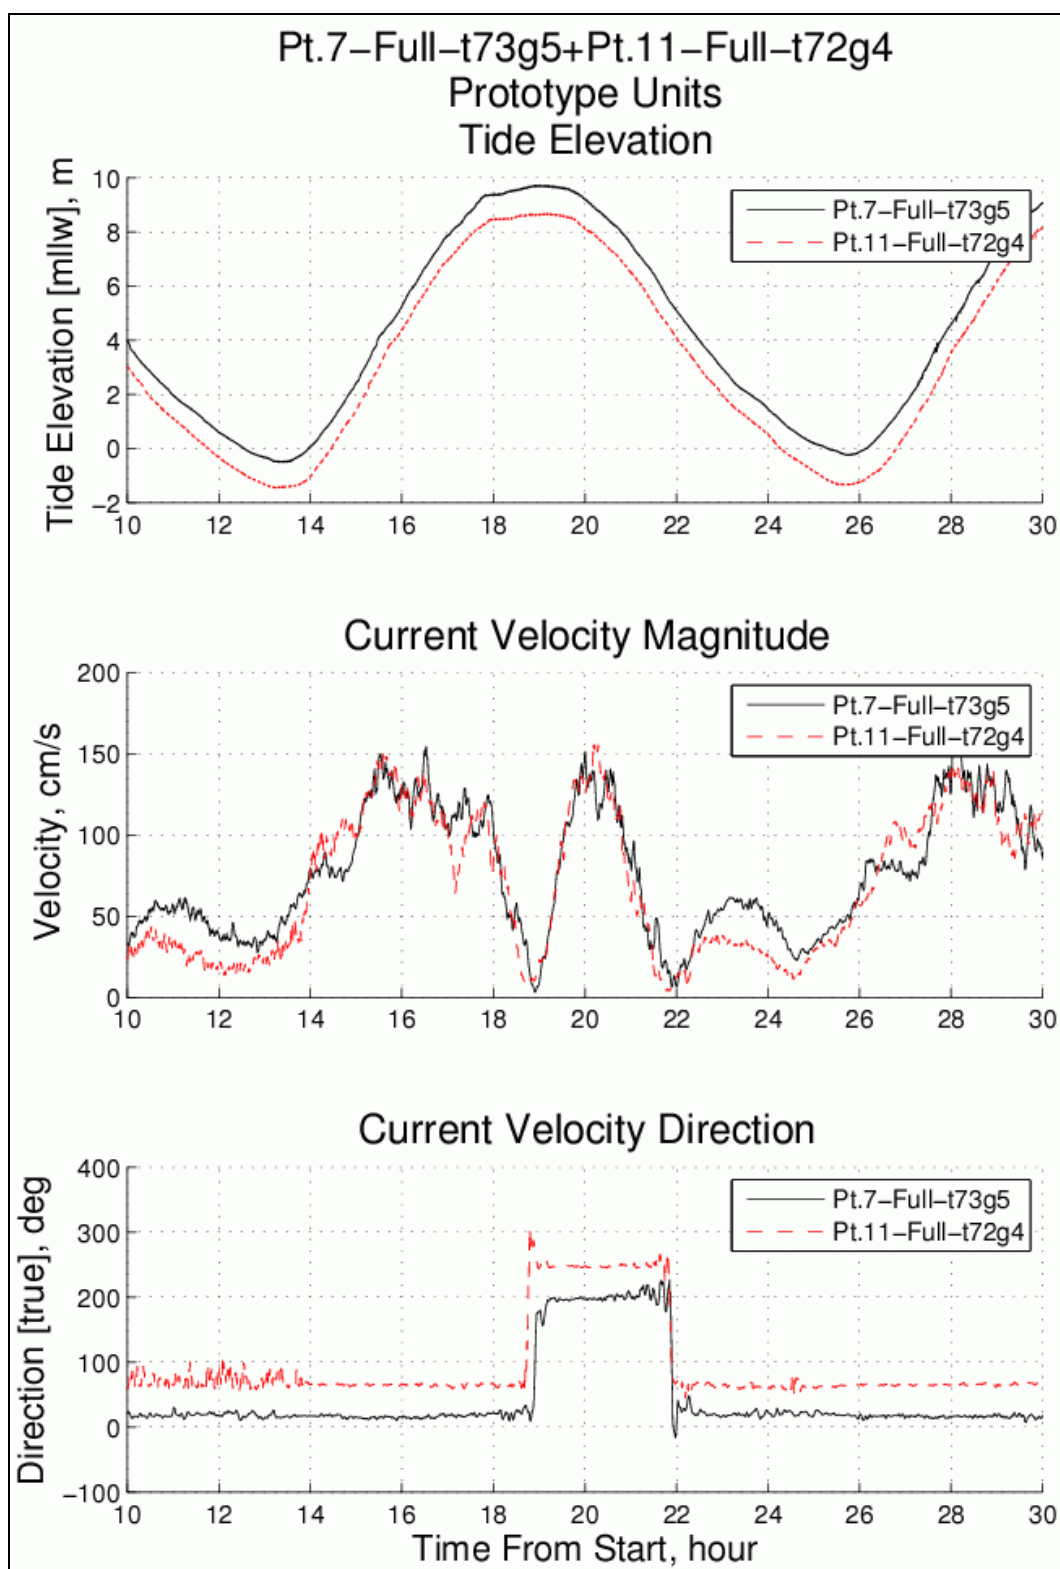 Pt.7−Full−t73g5+Pt.11−Full−t72g4
Prototype Units
Tide Elevation
Tide Elevation [mllw], m
10
8
6
4
2
0
−2
Pt.7−Full−t73g5
Pt.11−Full−t72g4
10 12 14 16 18 20 22 24 26 28 30
Current Velocity Magnitude
Velocity, cm/s
200
150
100
50
0
Pt.7−Full−t73g5
Pt.11−Full−t72g4
10 12 14 16 18 20 22 24 26 28 30
Current Velocity Direction
Direction [true], deg
400
300
200
100
0
−100
Pt.7−Full−t73g5
Pt.11−Full−t72g4
10 12 14 16 18 20 22 24 26 28 30
Time From Start, hour